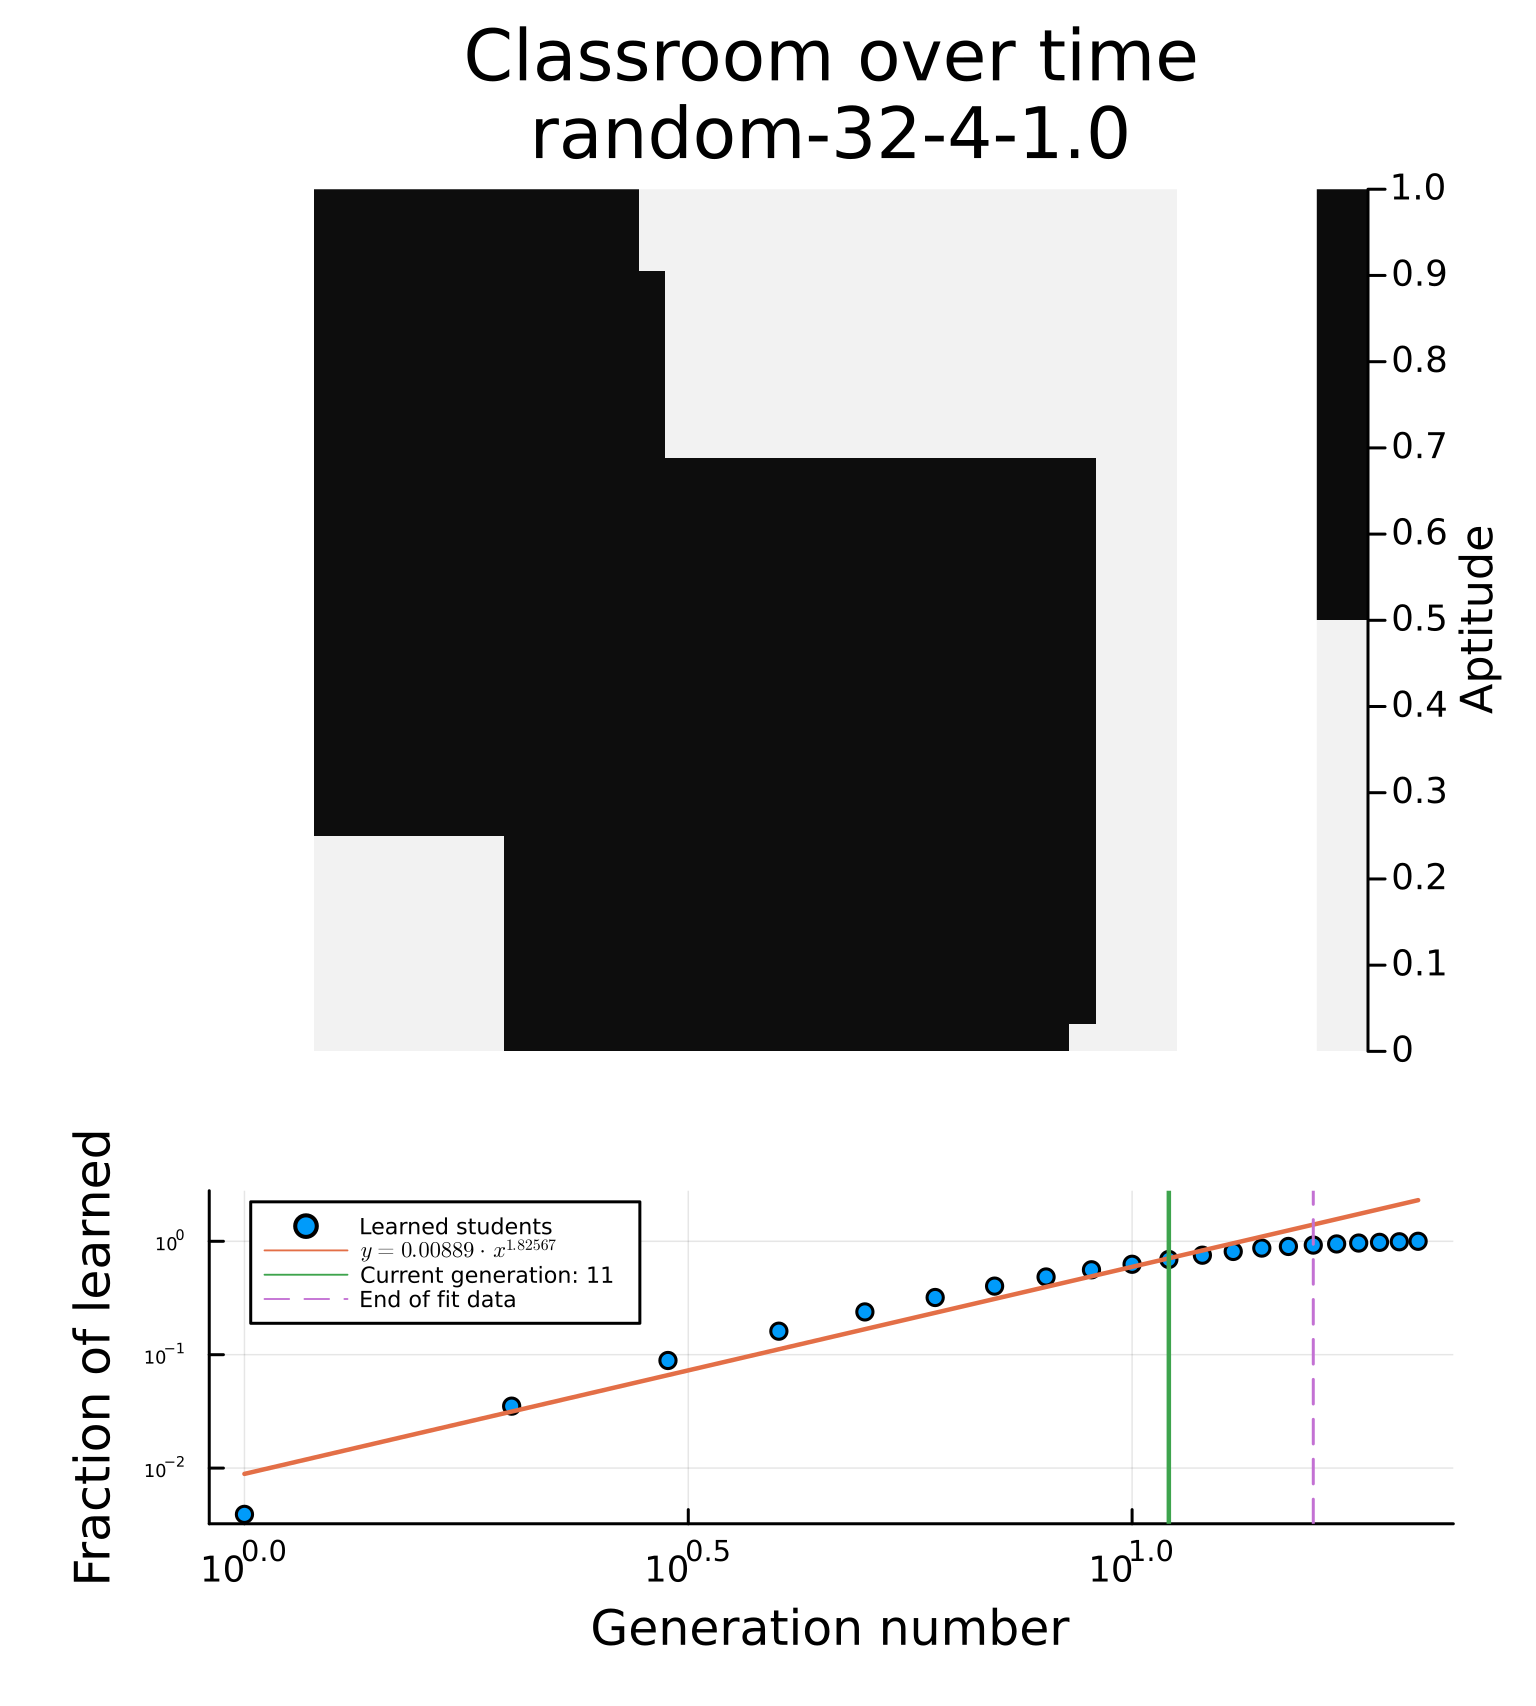 Classroom over time
random-32-4-1.0
1.0
0.9
0.8
0.7
0.6
0.5
0.4
0.3
0.2
0.1
0
Aptitude
Fraction of learned
10⁰
10⁻¹
10⁻²
Learned students
y = 0.00889 · x^1.82567
Current generation: 11
End of fit data
10^0.0
10^0.5
10^1.0
Generation number